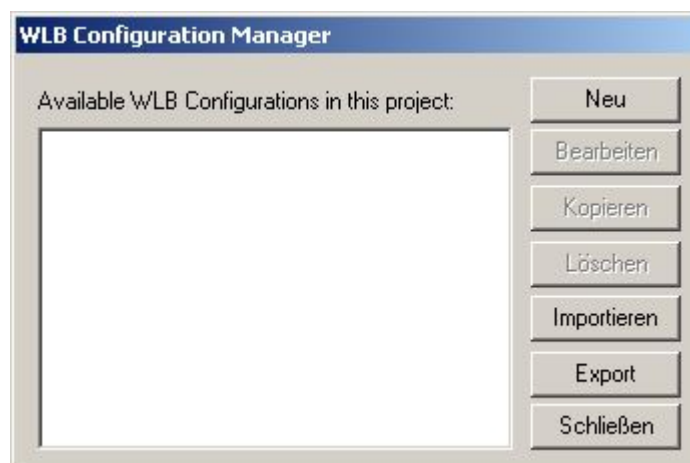 WLB Configuration Manager
Available WLB Configurations in this project:
Neu
Bearbeiten
Kopieren
Löschen
Importieren
Export
Schließen